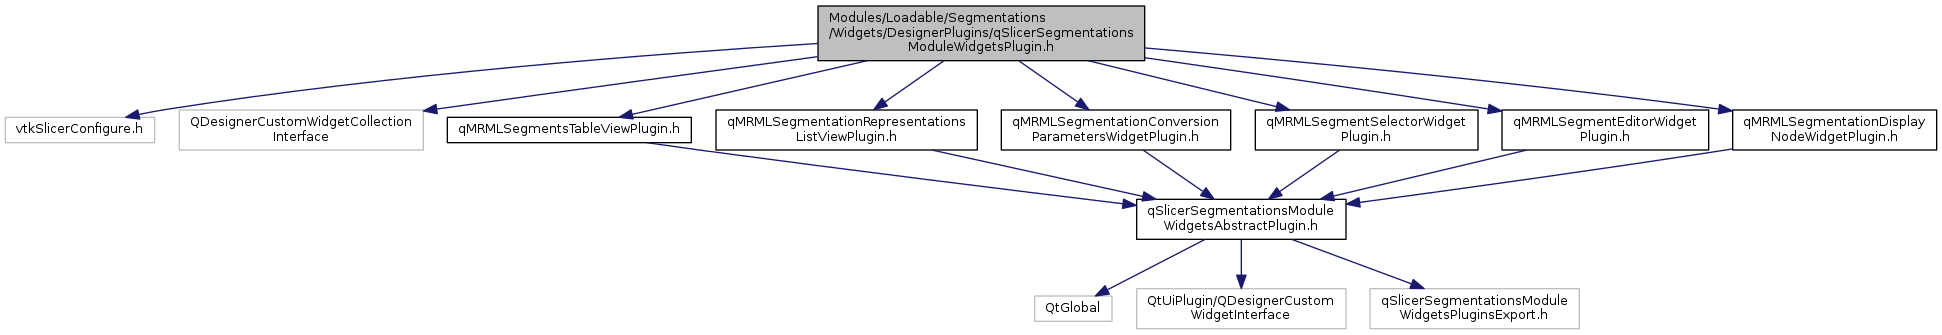 Modules/Loadable/Segmentations
/Widgets/DesignerPlugins/qSlicerSegmentations
ModuleWidgetsPlugin.h
vtkSlicerConfigure.h
QDesignerCustomWidgetCollection
Interface
qMRMLSegmentsTableViewPlugin.h
qMRMLSegmentationRepresentations
ListViewPlugin.h
qMRMLSegmentationConversion
ParametersWidgetPlugin.h
qMRMLSegmentSelectorWidget
Plugin.h
qMRMLSegmentEditorWidget
Plugin.h
qMRMLSegmentationDisplay
NodeWidgetPlugin.h
qSlicerSegmentationsModule
WidgetsAbstractPlugin.h
QtGlobal
QtUiPlugin/QDesignerCustom
WidgetInterface
qSlicerSegmentationsModule
WidgetsPluginsExport.h